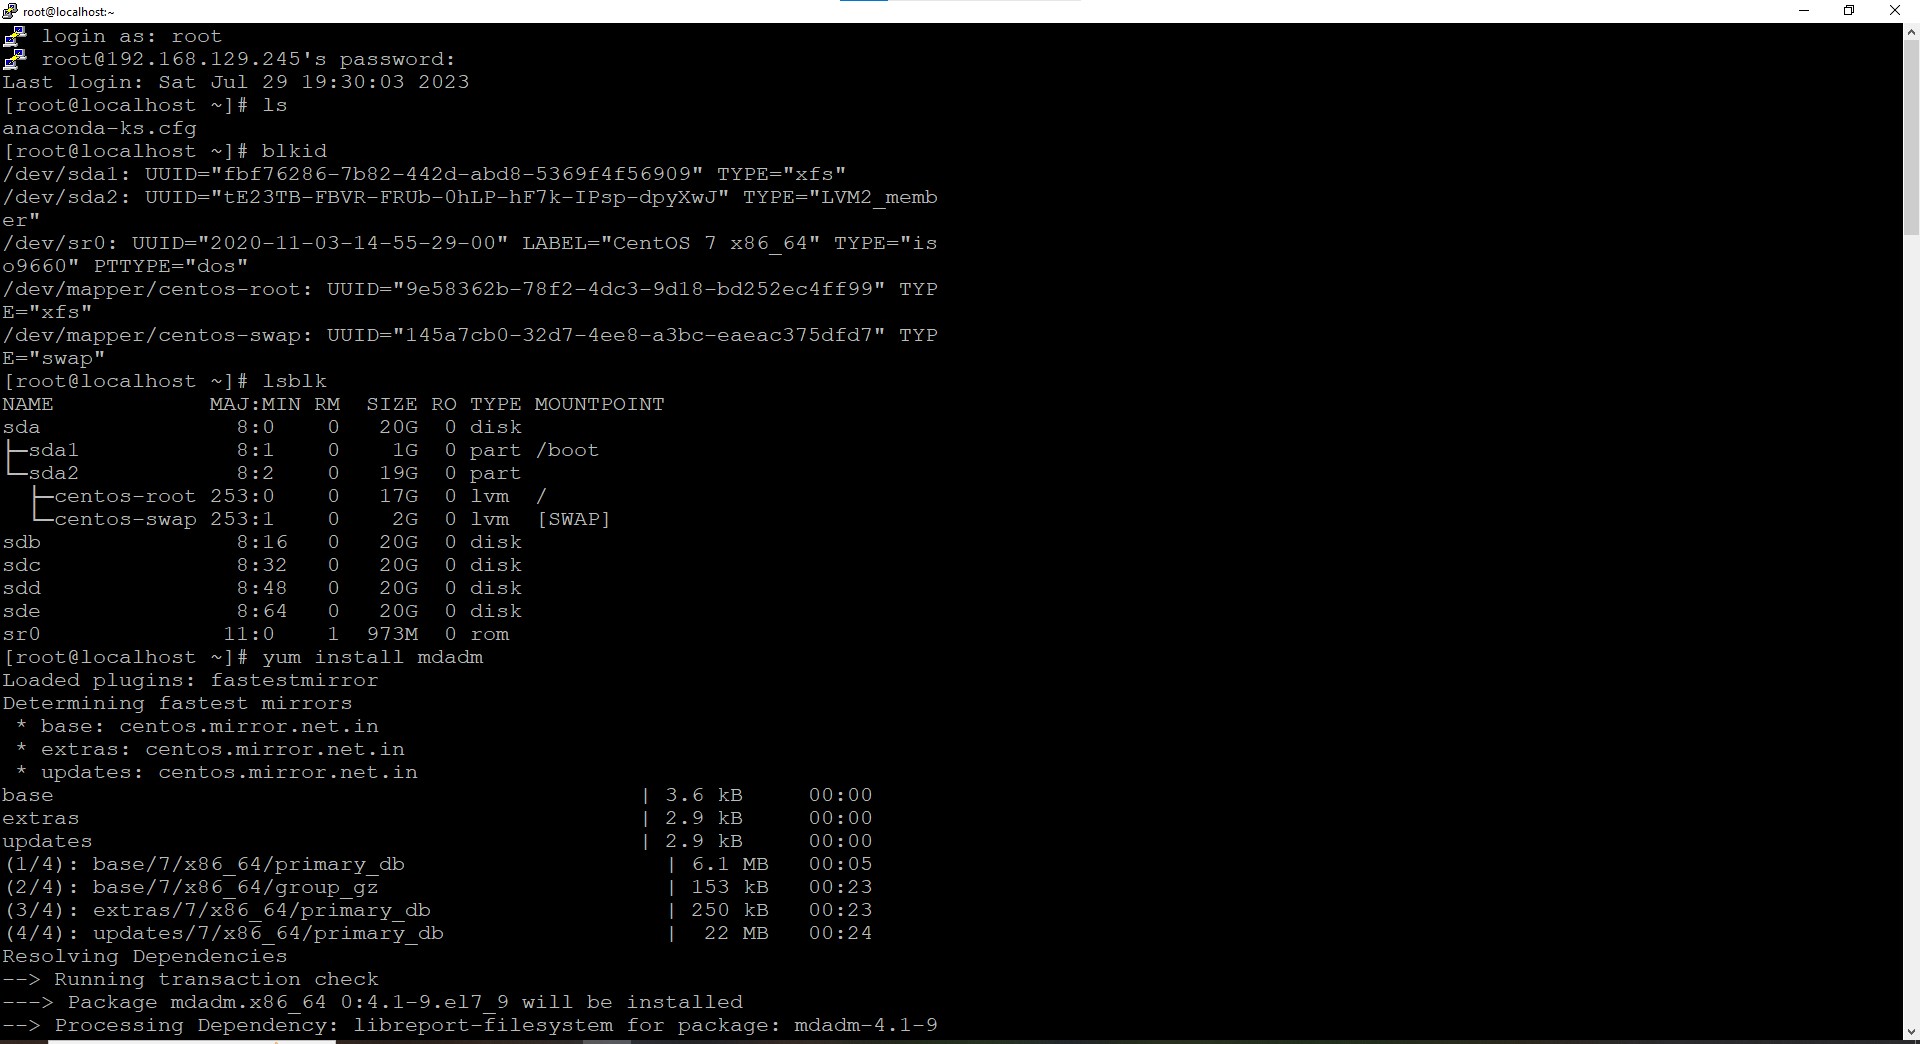 root@localhost:~
login as: root
root@192.168.129.245's password:
Last login: Sat Jul 29 19:30:03 2023
[root@localhost ~]# ls
anaconda-ks.cfg
[root@localhost ~]# blkid
/dev/sda1: UUID="fbf76286-7b82-442d-abd8-5369f4f56909" TYPE="xfs"
/dev/sda2: UUID="tE23TB-FBVR-FRUb-0hLP-hF7k-IPsp-dpyXwJ" TYPE="LVM2_memb
er"
/dev/sr0: UUID="2020-11-03-14-55-29-00" LABEL="CentOS 7 x86_64" TYPE="is
o9660" PTTYPE="dos"
/dev/mapper/centos-root: UUID="9e58362b-78f2-4dc3-9d18-bd252ec4ff99" TYP
E="xfs"
/dev/mapper/centos-swap: UUID="145a7cb0-32d7-4ee8-a3bc-eaeac375dfd7" TYP
E="swap"
[root@localhost ~]# lsblk
NAME            MAJ:MIN RM  SIZE RO TYPE MOUNTPOINT
sda               8:0    0   20G  0 disk
├─sda1            8:1    0    1G  0 part /boot
└─sda2            8:2    0   19G  0 part
  ├─centos-root 253:0    0   17G  0 lvm  /
  └─centos-swap 253:1    0    2G  0 lvm  [SWAP]
sdb               8:16   0   20G  0 disk
sdc               8:32   0   20G  0 disk
sdd               8:48   0   20G  0 disk
sde               8:64   0   20G  0 disk
sr0              11:0    1  973M  0 rom
[root@localhost ~]# yum install mdadm
Loaded plugins: fastestmirror
Determining fastest mirrors
 * base: centos.mirror.net.in
 * extras: centos.mirror.net.in
 * updates: centos.mirror.net.in
base                                             | 3.6 kB     00:00
extras                                           | 2.9 kB     00:00
updates                                          | 2.9 kB     00:00
(1/4): base/7/x86_64/primary_db                    | 6.1 MB   00:05
(2/4): base/7/x86_64/group_gz                      | 153 kB   00:23
(3/4): extras/7/x86_64/primary_db                  | 250 kB   00:23
(4/4): updates/7/x86_64/primary_db                 |  22 MB   00:24
Resolving Dependencies
--> Running transaction check
---> Package mdadm.x86_64 0:4.1-9.el7_9 will be installed
--> Processing Dependency: libreport-filesystem for package: mdadm-4.1-9